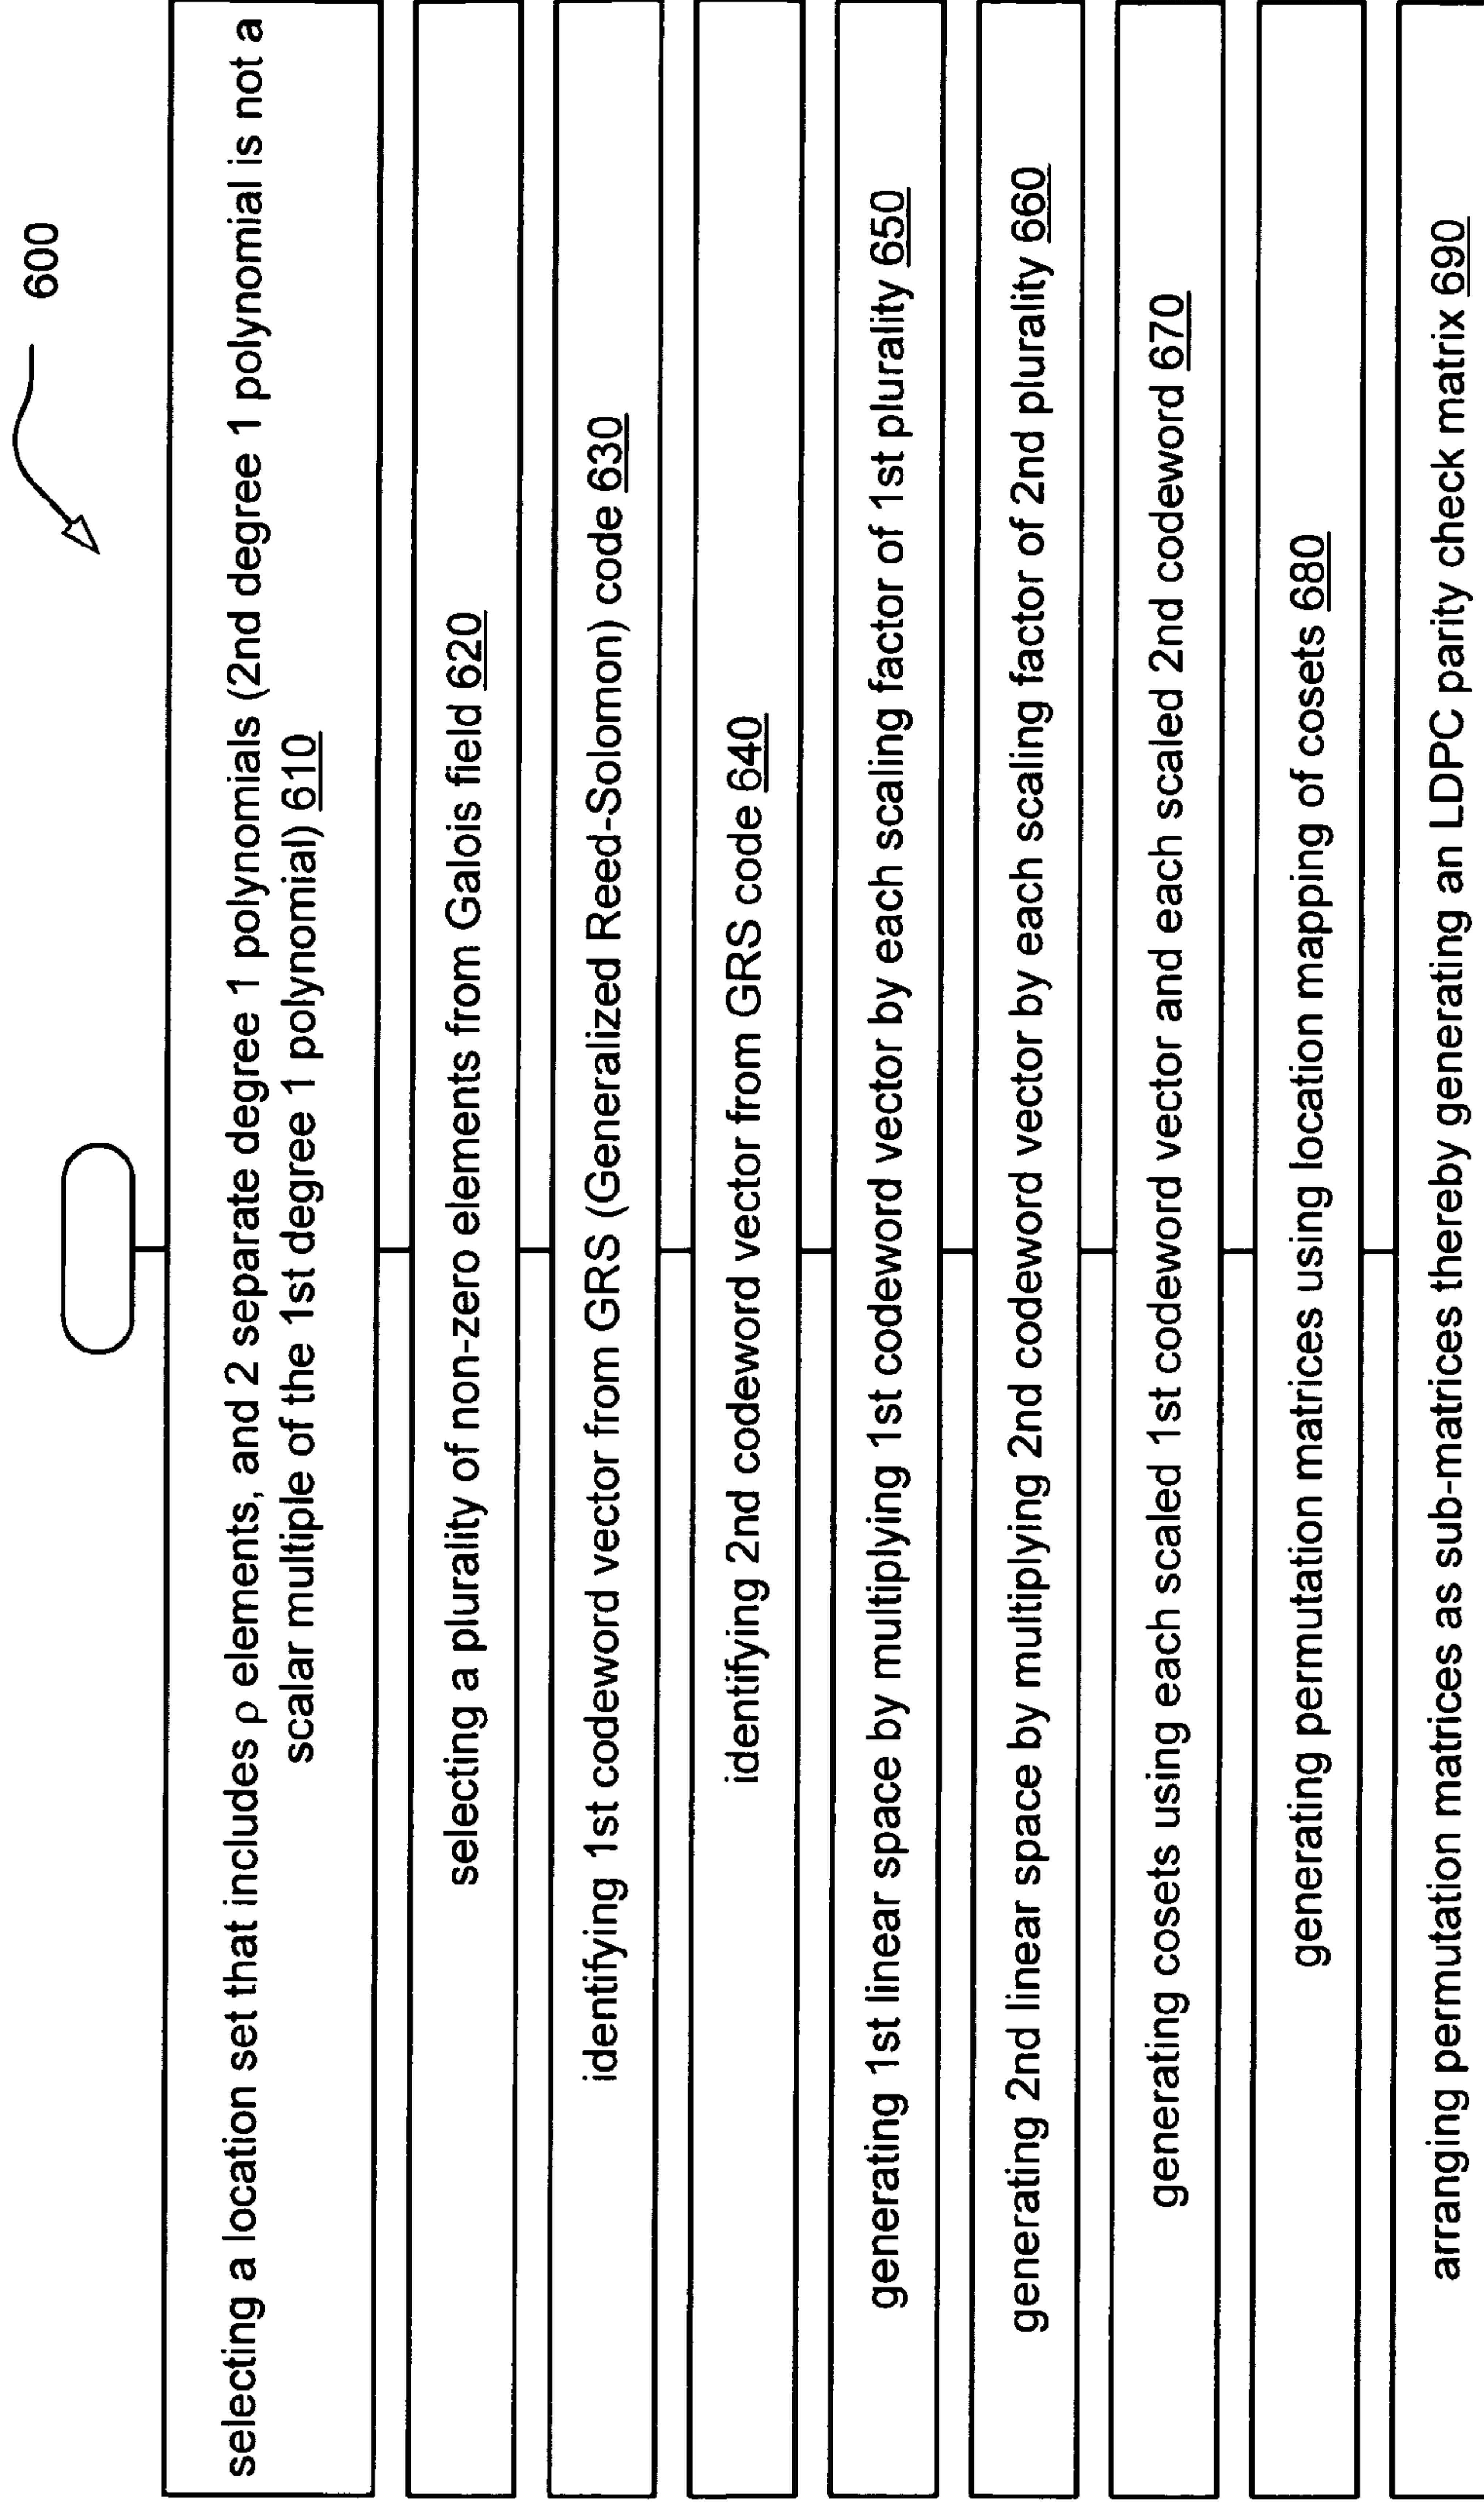 600
selecting a location set that includes ρ elements, and 2 separate degree 1 polynomials (2nd degree 1 polynomial is not a
scalar multiple of the 1st degree 1 polynomial) 610
selecting a plurality of non-zero elements from Galois field 620
identifying 1st codeword vector from GRS (Generalized Reed-Solomon) code 630
identifying 2nd codeword vector from GRS code 640
generating 1st linear space by multiplying 1st codeword vector by each scaling factor of 1st plurality 650
generating 2nd linear space by multiplying 2nd codeword vector by each scaling factor of 2nd plurality 660
generating cosets using each scaled 1st codeword vector and each scaled 2nd codeword 670
generating permutation matrices using location mapping of cosets 680
arranging permutation matrices as sub-matrices thereby generating an LDPC parity check matrix 690